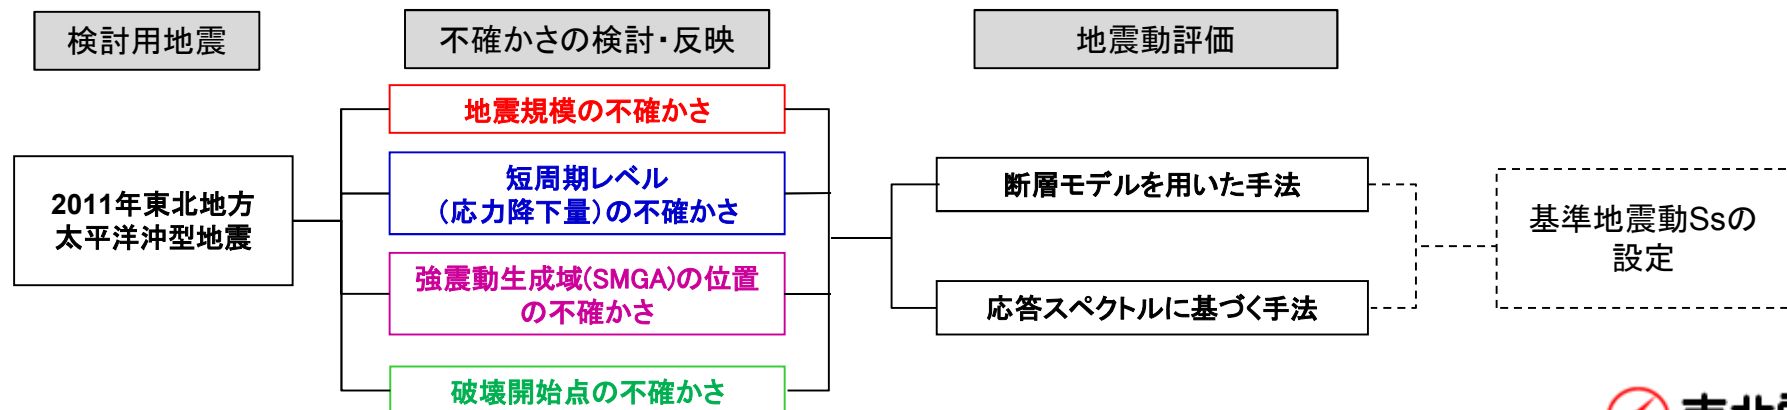 検討用地震
不確かさの検討・反映
地震動評価
2011年東北地方
太平洋沖型地震
地震規模の不確かさ
短周期レベル
(応力降下量)の不確かさ
強震動生成域(SMGA)の位置
の不確かさ
破壊開始点の不確かさ
断層モデルを用いた手法
応答スペクトルに基づく手法
基準地震動Ssの
設定
東北